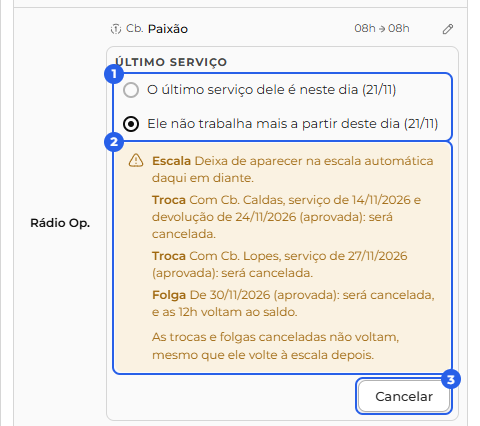 Cb. Paixão 08h → 08h
ÚLTIMO SERVIÇO
1
O último serviço dele é neste dia (21/11)
Ele não trabalha mais a partir deste dia (21/11)
2
Escala Deixa de aparecer na escala automática
daqui em diante.
Troca Com Cb. Caldas, serviço de 14/11/2026 e
devolução de 24/11/2026 (aprovada): será
cancelada.
Rádio Op.
Troca Com Cb. Lopes, serviço de 27/11/2026
(aprovada): será cancelada.
Folga De 30/11/2026 (aprovada): será cancelada,
e as 12h voltam ao saldo.
As trocas e folgas canceladas não voltam,
mesmo que ele volte à escala depois.
3
Cancelar